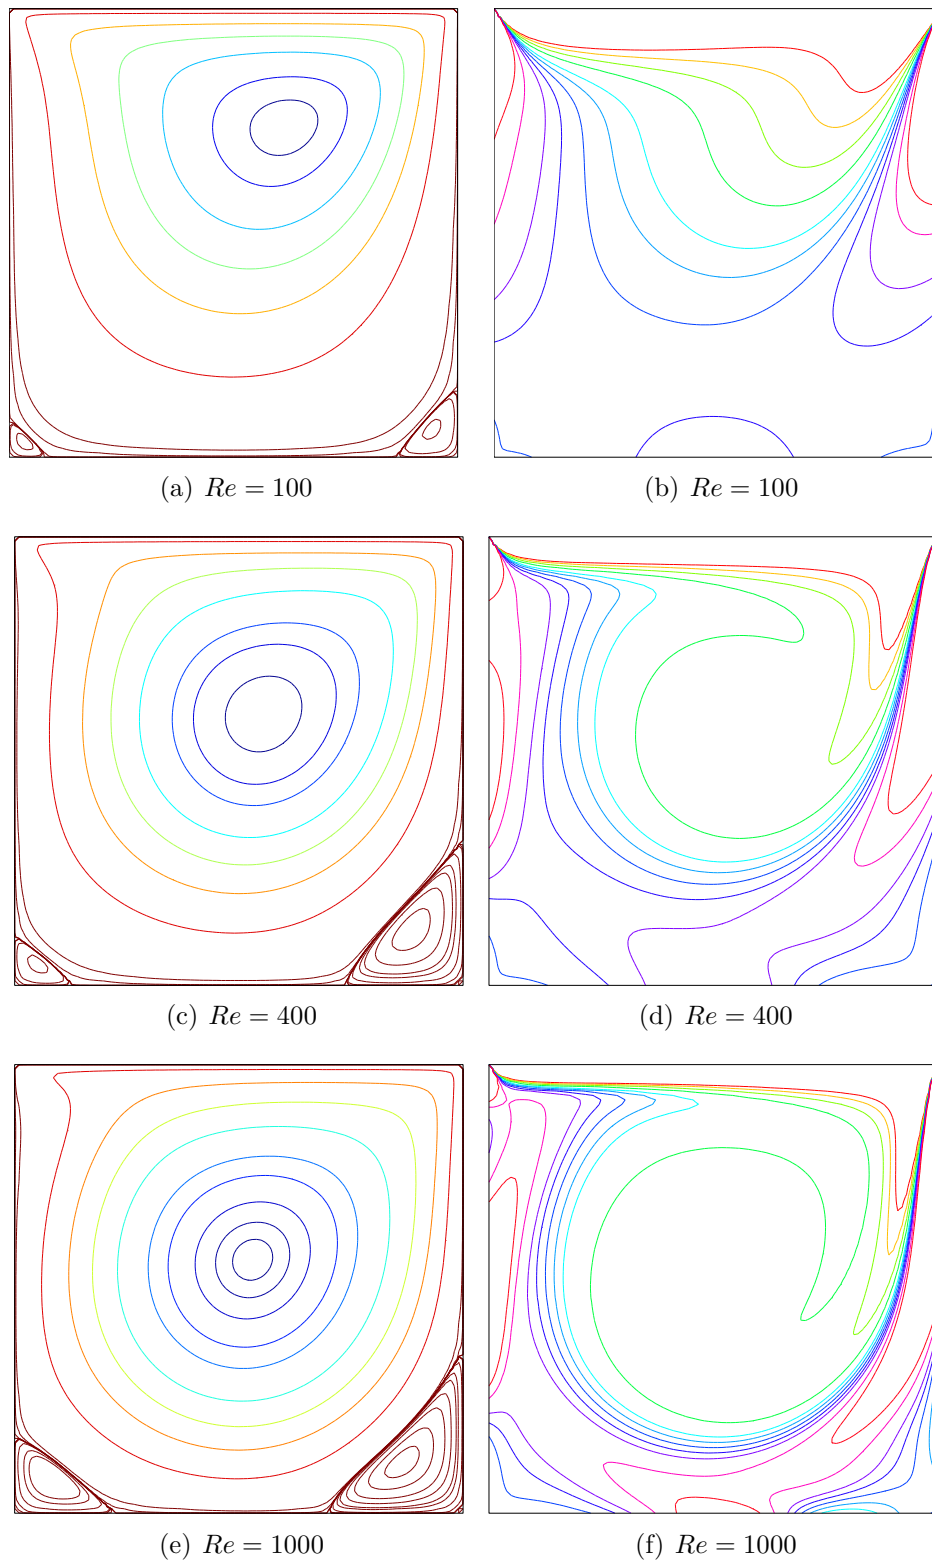 (a) Re = 100
(b) Re = 100
(c) Re = 400
(d) Re = 400
(e) Re = 1000
(f) Re = 1000